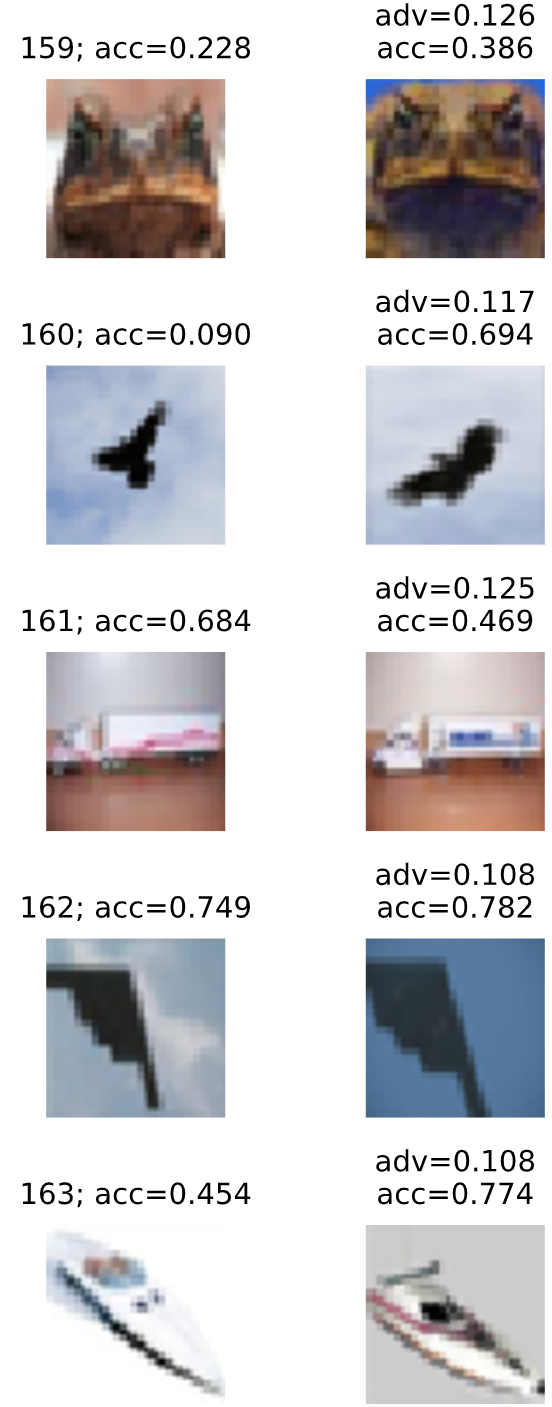 adv=0.126
159; acc=0.228
acc=0.386
adv=0.117
160; acc=0.090
acc=0.694
adv=0.125
161; acc=0.684
acc=0.469
adv=0.108
162; acc=0.749
acc=0.782
adv=0.108
163; acc=0.454
acc=0.774